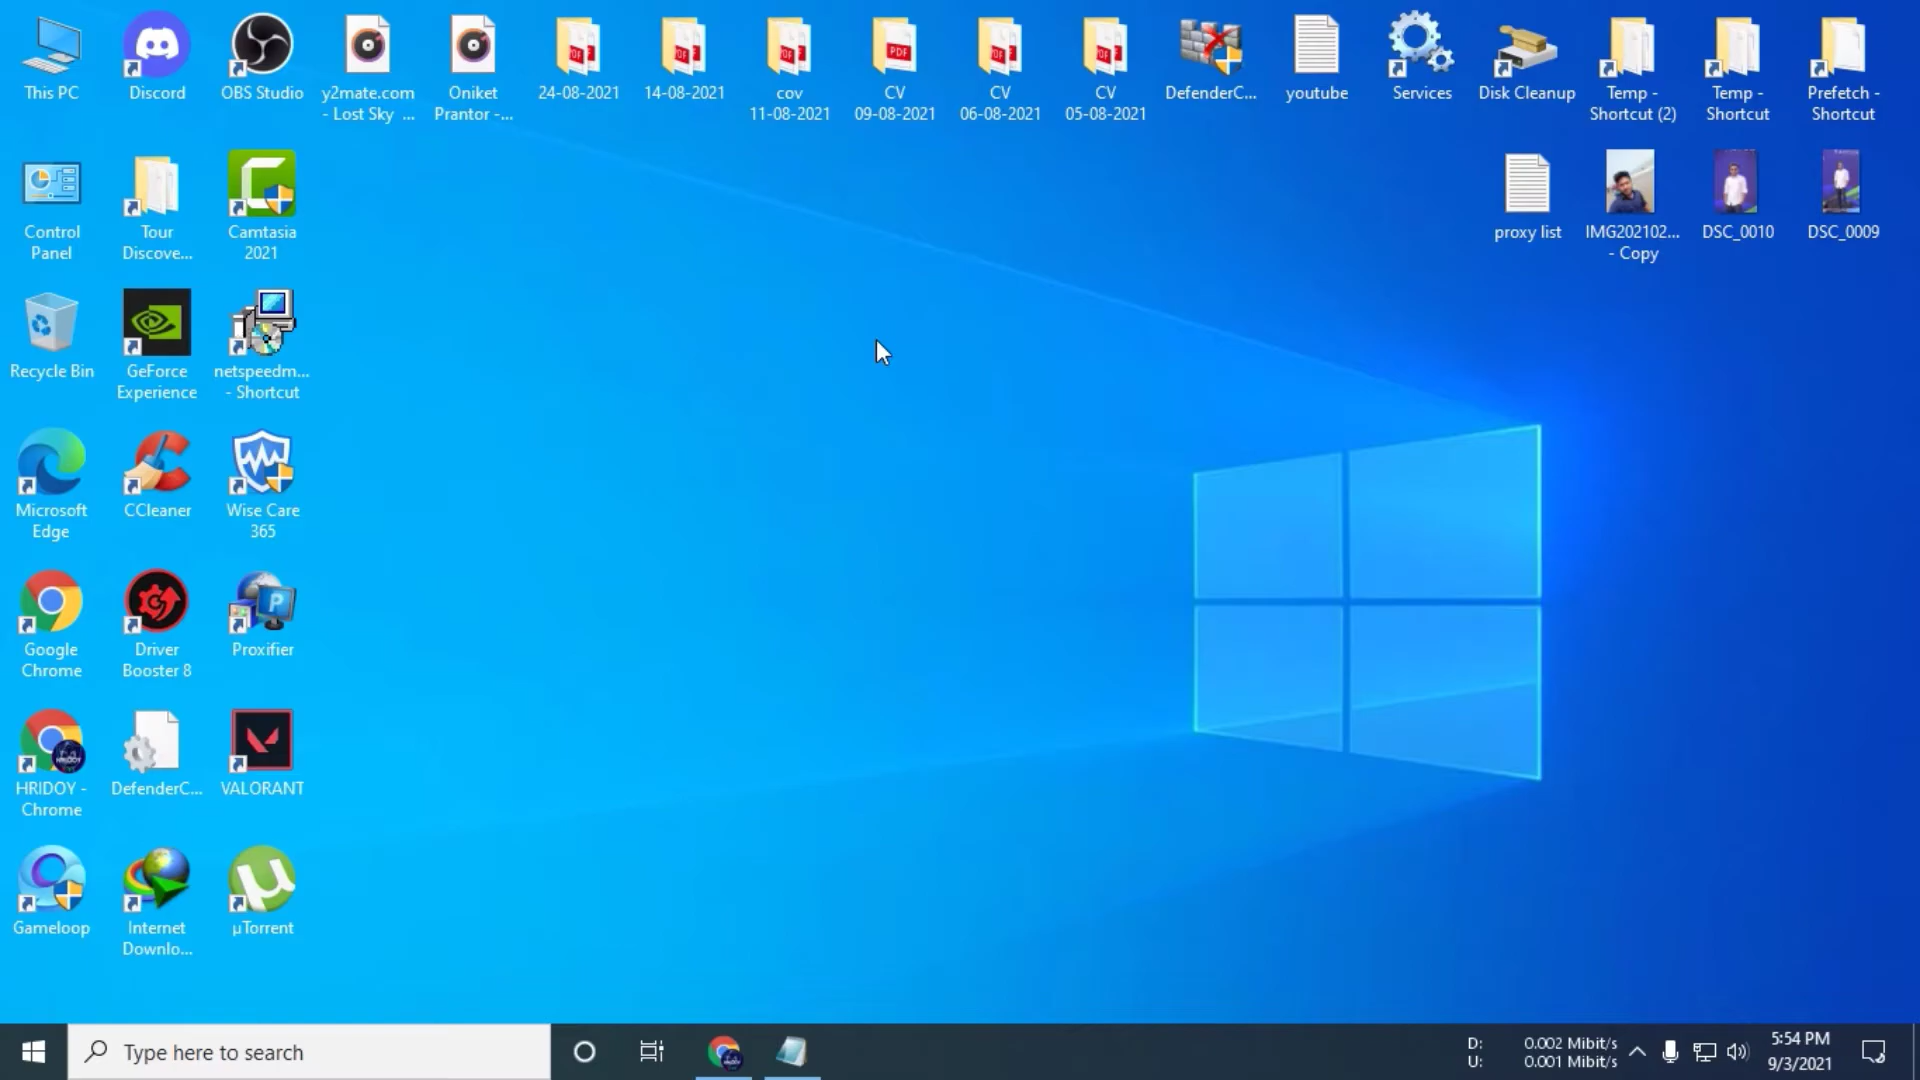 This PC
Discord
OBS Studio
y2mate.com
- Lost Sky ...
Oniket
Prantor -...
24-08-2021
14-08-2021
cov
11-08-2021
CV
09-08-2021
CV
06-08-2021
CV
05-08-2021
DefenderC...
youtube
Services
Disk Cleanup
Temp -
Shortcut (2)
Temp -
Shortcut
Prefetch -
Shortcut
Control
Panel
Tour
Discove...
Camtasia
2021
proxy list
IMG202102...
- Copy
DSC_0010
DSC_0009
Recycle Bin
GeForce
Experience
netspeedm...
- Shortcut
Microsoft
Edge
CCleaner
Wise Care
365
Google
Chrome
Driver
Booster 8
Proxifier
HRIDOY -
Chrome
DefenderC...
VALORANT
Gameloop
Internet
Downlo...
µTorrent
Type here to search
D: 0.002 Mibit/s
U: 0.001 Mibit/s
5:54 PM
9/3/2021